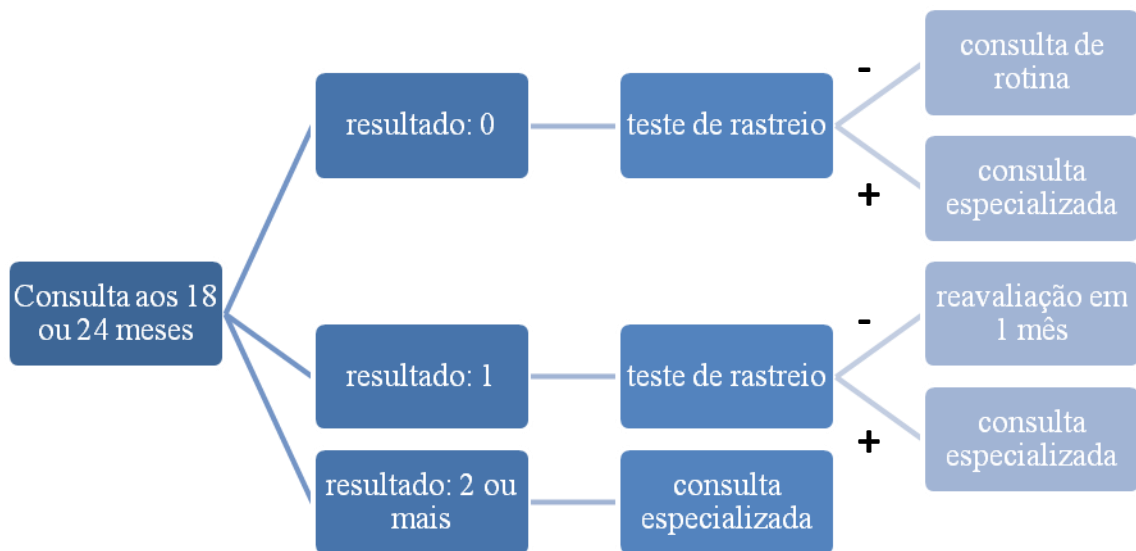 Consulta aos 18
ou 24 meses
resultado: 0
teste de rastreio
-
consulta de
rotina
+
consulta
especializada
resultado: 1
teste de rastreio
-
reavaliação em
1 mês
+
consulta
especializada
resultado: 2 ou
mais
consulta
especializada